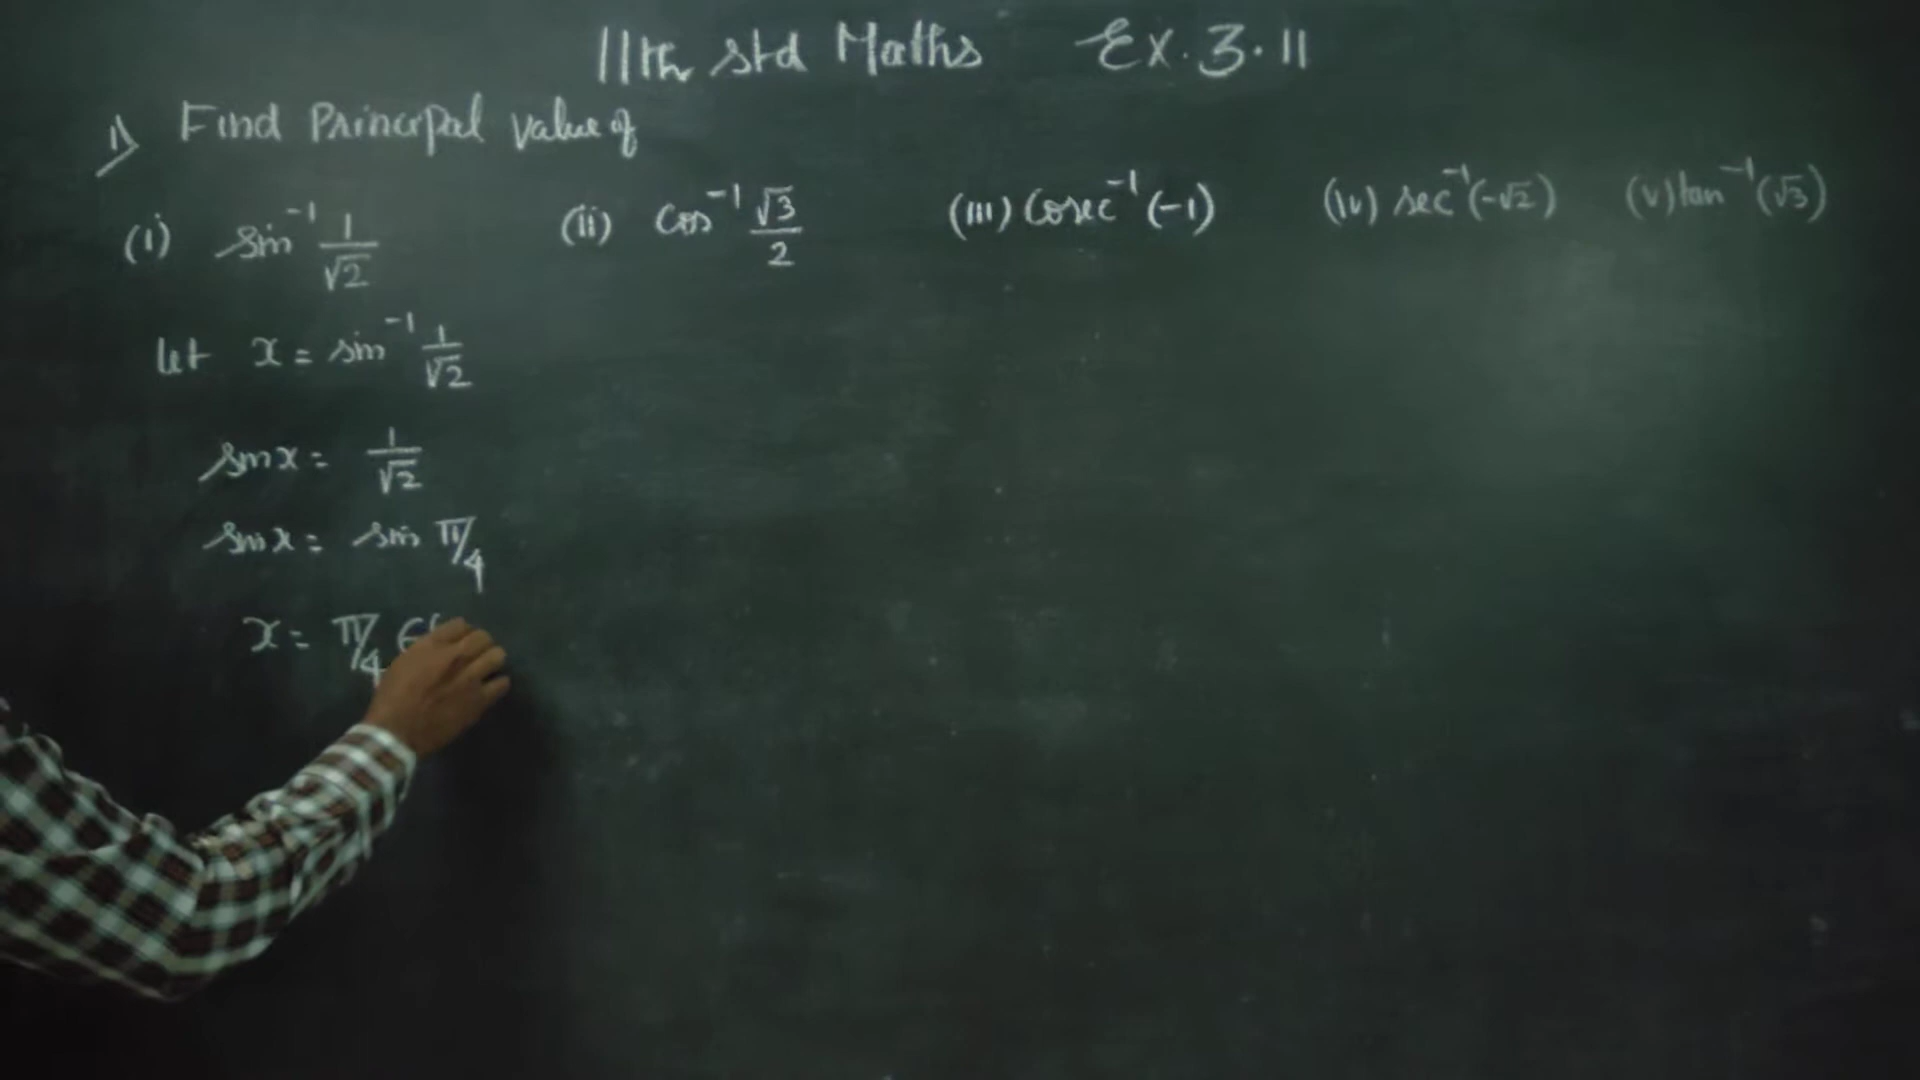 11th std Maths Ex. 3.11
1) Find Principal value of
(i) sin⁻¹ 1/√2 (ii) cos⁻¹ √3/2 (iii) cosec⁻¹ (-1) (iv) sec⁻¹ (-√2) (v) tan⁻¹ (√3)
let x = sin⁻¹ 1/√2
sin x = 1/√2
sin x = sin π/4
x = π/4 ∈